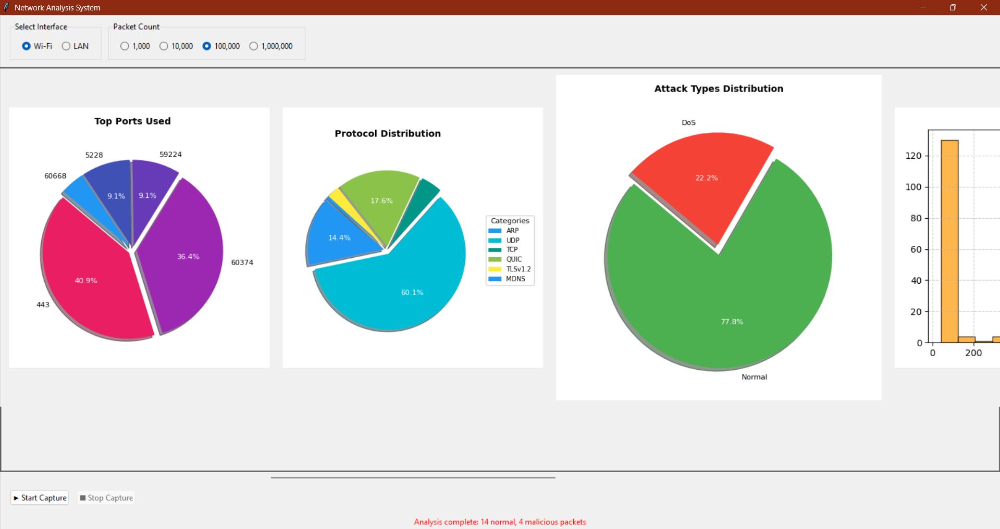 Network Analysis System
Select Interface
Wi-Fi
LAN
Packet Count
1,000
10,000
100,000
1,000,000
Top Ports Used
5228
59224
60668
9.1%
9.1%
36.4%
60374
40.9%
443
Protocol Distribution
17.6%
14.4%
60.1%
Categories
ARP
UDP
TCP
QUIC
TLSv1.2
MDNS
Attack Types Distribution
DoS
22.2%
77.8%
Normal
120
100
80
60
40
20
0
0
200
► Start Capture
■ Stop Capture
Analysis complete: 14 normal, 4 malicious packets